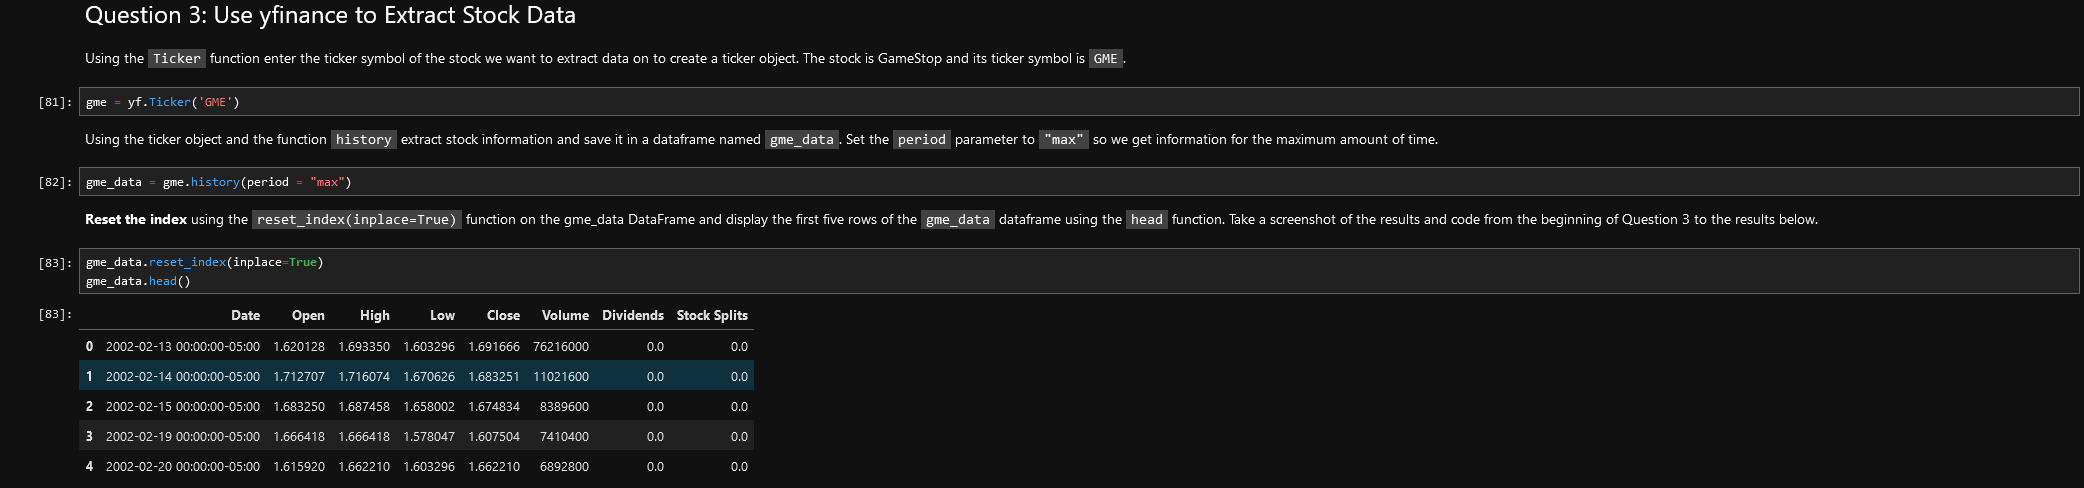 Question 3: Use yfinance to Extract Stock Data
Using the Ticker function enter the ticker symbol of the stock we want to extract data on to create a ticker object. The stock is GameStop and its ticker symbol is GME.
[81]: gme = yf.Ticker('GME')
Using the ticker object and the function history extract stock information and save it in a dataframe named gme_data. Set the period parameter to "max" so we get information for the maximum amount of time.
[82]: gme_data = gme.history(period = "max")
Reset the index using the reset_index(inplace=True) function on the gme_data DataFrame and display the first five rows of the gme_data dataframe using the head function. Take a screenshot of the results and code from the beginning of Question 3 to the results below.
[83]: gme_data.reset_index(inplace=True)
gme_data.head()
[83]: Date Open High Low Close Volume Dividends Stock Splits
0 2002-02-13 00:00:00-05:00 1.620128 1.693350 1.603296 1.691666 76216000 0.0 0.0
1 2002-02-14 00:00:00-05:00 1.712707 1.716074 1.670626 1.683251 11021600 0.0 0.0
2 2002-02-15 00:00:00-05:00 1.683250 1.687458 1.658002 1.674834 8389600 0.0 0.0
3 2002-02-19 00:00:00-05:00 1.666418 1.666418 1.578047 1.607504 7410400 0.0 0.0
4 2002-02-20 00:00:00-05:00 1.615920 1.662210 1.603296 1.662210 6892800 0.0 0.0